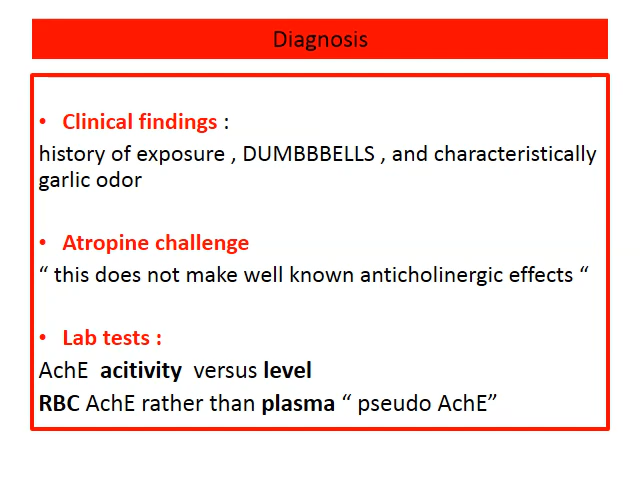 Diagnosis
• Clinical findings :
history of exposure , DUMBBBELLS , and characteristically
garlic odor
• Atropine challenge
“ this does not make well known anticholinergic effects “
• Lab tests :
AchE acitivity versus level
RBC AchE rather than plasma “ pseudo AchE”